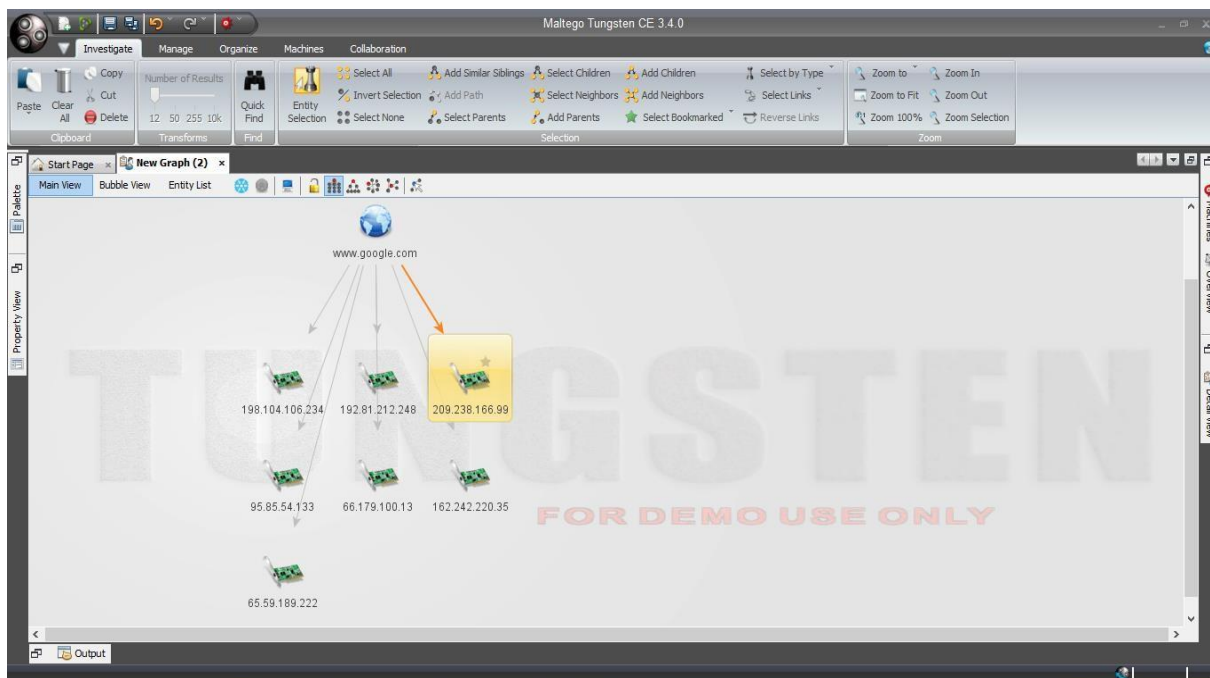 Maltego Tungsten CE 3.4.0
Investigate Manage Organize Machines Collaboration
Copy Number of Results Select All Add Similar Siblings Select Children Add Children Select by Type Zoom to Zoom In
Cut Invert Selection Add Path Select Neighbors Add Neighbors Select Links Zoom to Fit Zoom Out
Paste Clear All Delete 12 50 255 10k Quick Find Entity Selection Select None Select Parents Add Parents Select Bookmarked Reverse Links Zoom 100% Zoom Selection
Clipboard Transforms Find Selection Zoom
Start Page New Graph (2)
Main View Bubble View Entity List
Palette
Property View
Machines
Overview
Detail View
www.google.com
TUNGSTEN
198.104.106.234 192.81.212.248 209.238.166.99
95.85.54.133 66.179.100.13 162.242.220.35
FOR DEMO USE ONLY
65.59.189.222
Output